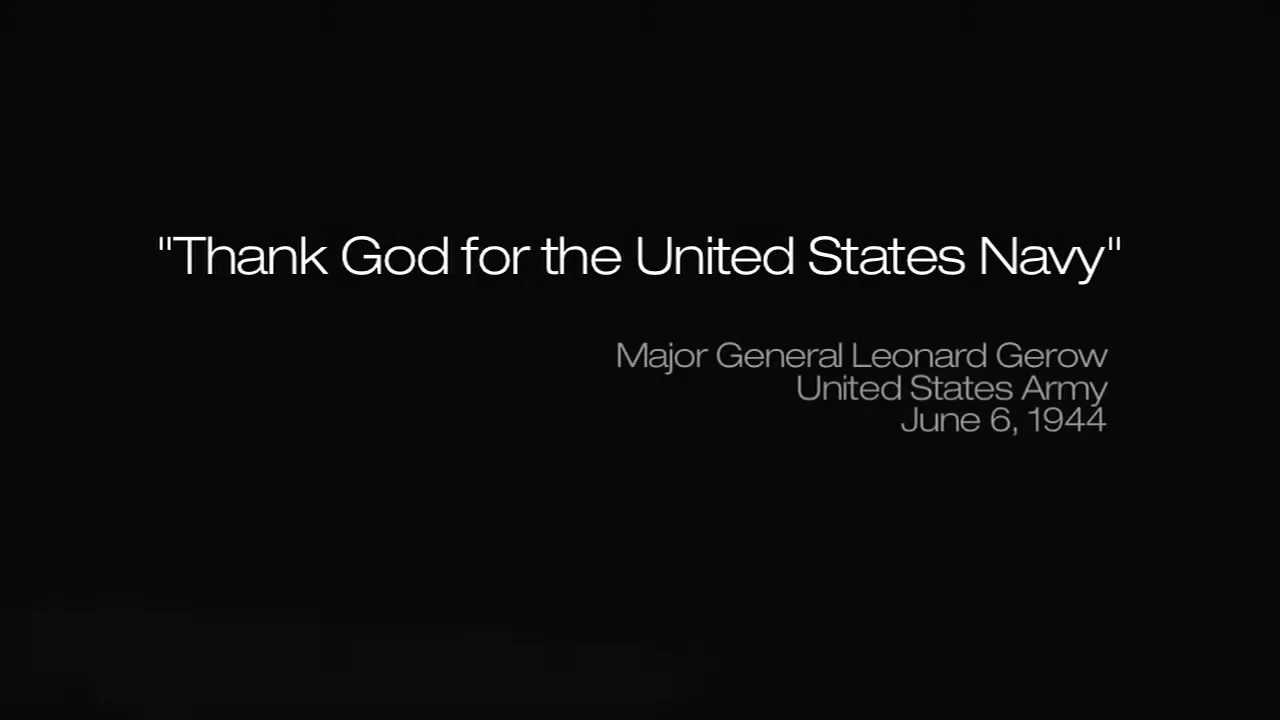 "Thank God for the United States Navy"
Major General Leonard Gerow
United States Army
June 6, 1944